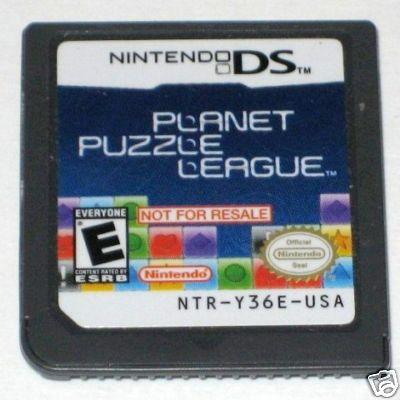 NINTENDO DS™
PLANET
PUZZLE
LEAGUE™
EVERYONE
E
CONTENT RATED BY
ESRB
NOT FOR RESALE
Nintendo
Official
Nintendo
Seal
NTR-Y36E-USA